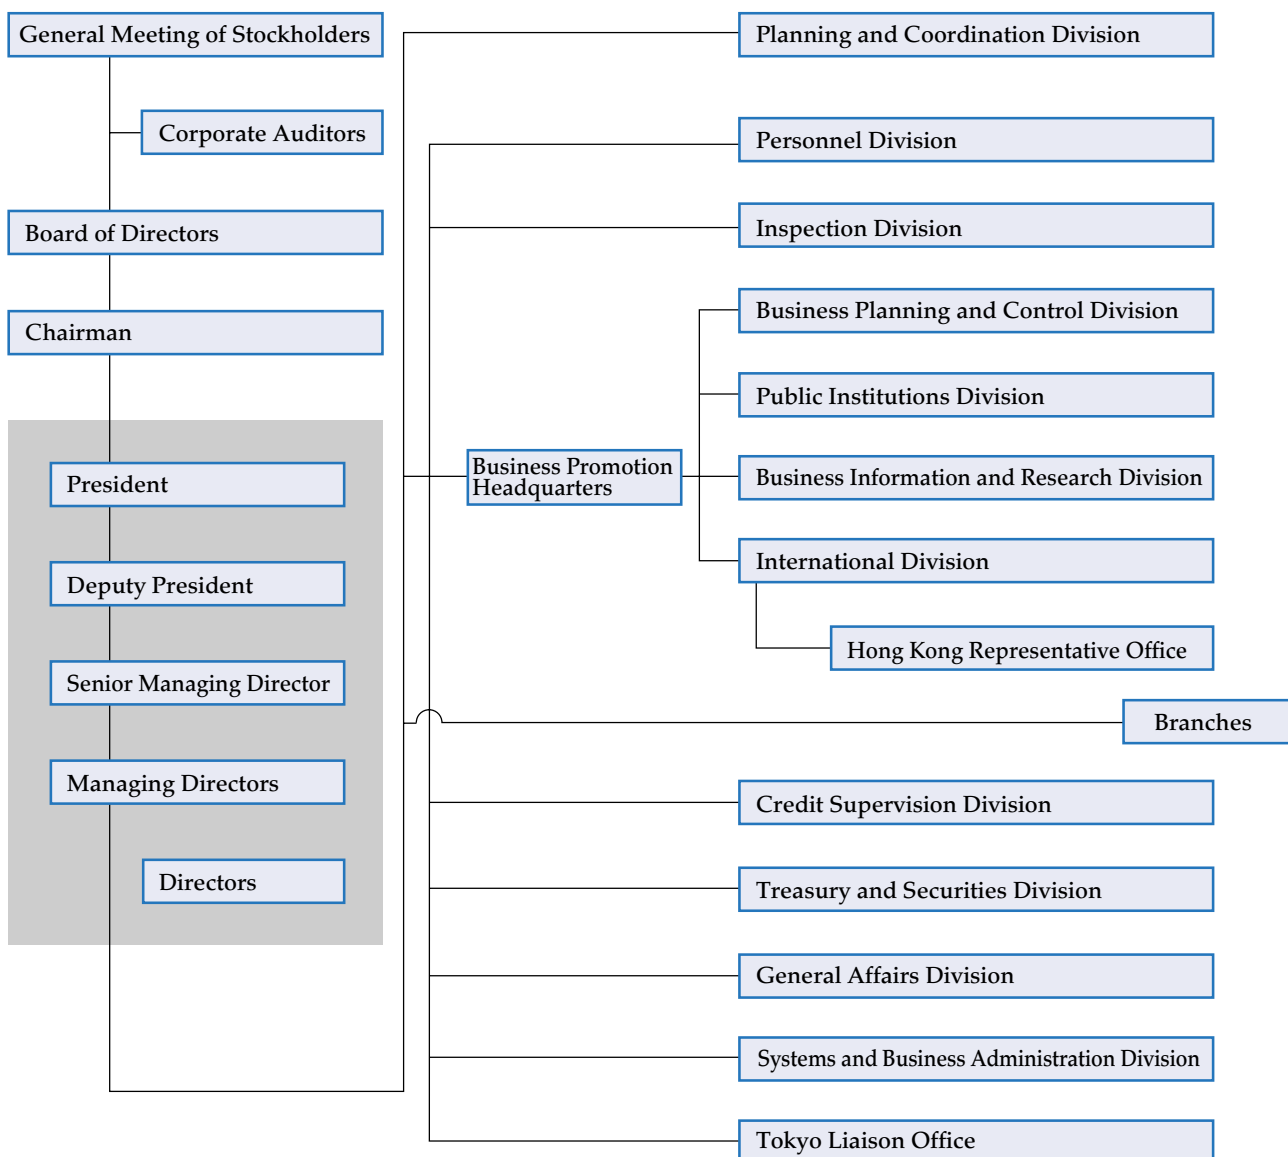 General Meeting of Stockholders
Corporate Auditors
Board of Directors
Chairman
President
Deputy President
Senior Managing Director
Managing Directors
Directors
Planning and Coordination Division
Personnel Division
Inspection Division
Business Promotion
Headquarters
Business Planning and Control Division
Public Institutions Division
Business Information and Research Division
International Division
Hong Kong Representative Office
Branches
Credit Supervision Division
Treasury and Securities Division
General Affairs Division
Systems and Business Administration Division
Tokyo Liaison Office